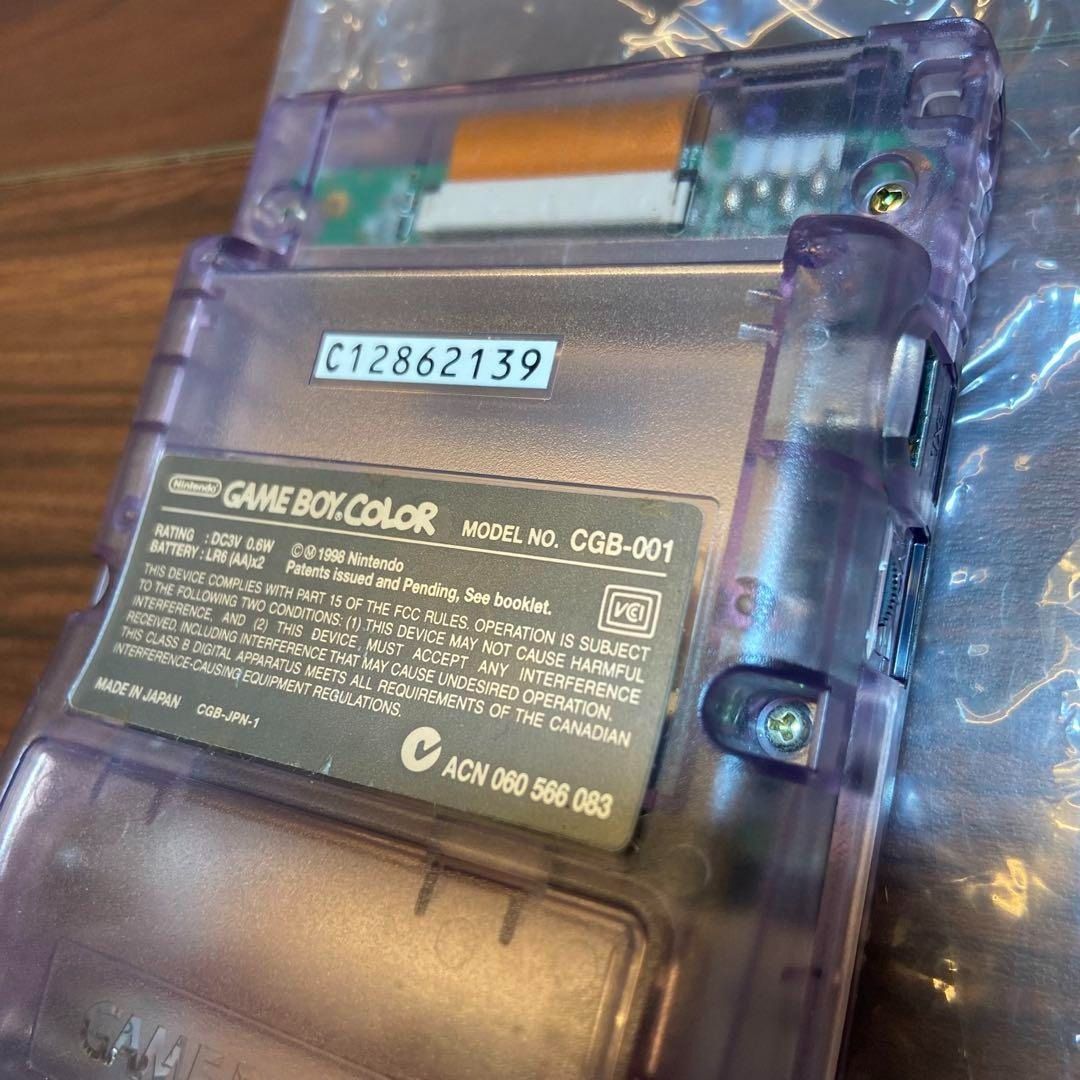 C12862139
Nintendo GAME BOY COLOR MODEL NO. CGB-001
RATING : DC3V 0.6W
BATTERY : LR6 (AA)x2
©Ⓜ 1998 Nintendo
Patents issued and Pending, See booklet.
VCI
THIS DEVICE COMPLIES WITH PART 15 OF THE FCC RULES. OPERATION IS SUBJECT
TO THE FOLLOWING TWO CONDITIONS: (1) THIS DEVICE MAY NOT CAUSE HARMFUL
INTERFERENCE, AND (2) THIS DEVICE MUST ACCEPT ANY INTERFERENCE
RECEIVED, INCLUDING INTERFERENCE THAT MAY CAUSE UNDESIRED OPERATION.
THIS CLASS B DIGITAL APPARATUS MEETS ALL REQUIREMENTS OF THE CANADIAN
INTERFERENCE-CAUSING EQUIPMENT REGULATIONS.
MADE IN JAPAN CGB-JPN-1
ACN 060 566 083
GAME